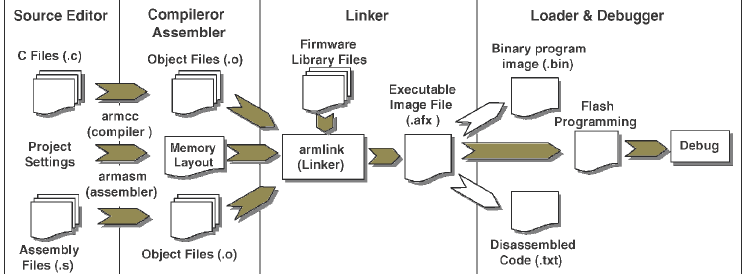 Source Editor
Compileror
Assembler
Linker
Loader & Debugger
C Files (.c)
Object Files (.o)
Firmware
Library Files
Binary program
image (.bin)
armcc
(compiler )
Executable
Image File
(.afx )
Flash
Programming
Project
Settings
Memory
Layout
armlink
(Linker)
Debug
armasm
(assembler)
Assembly
Files (.s)
Object Files (.o)
Disassembled
Code (.txt)